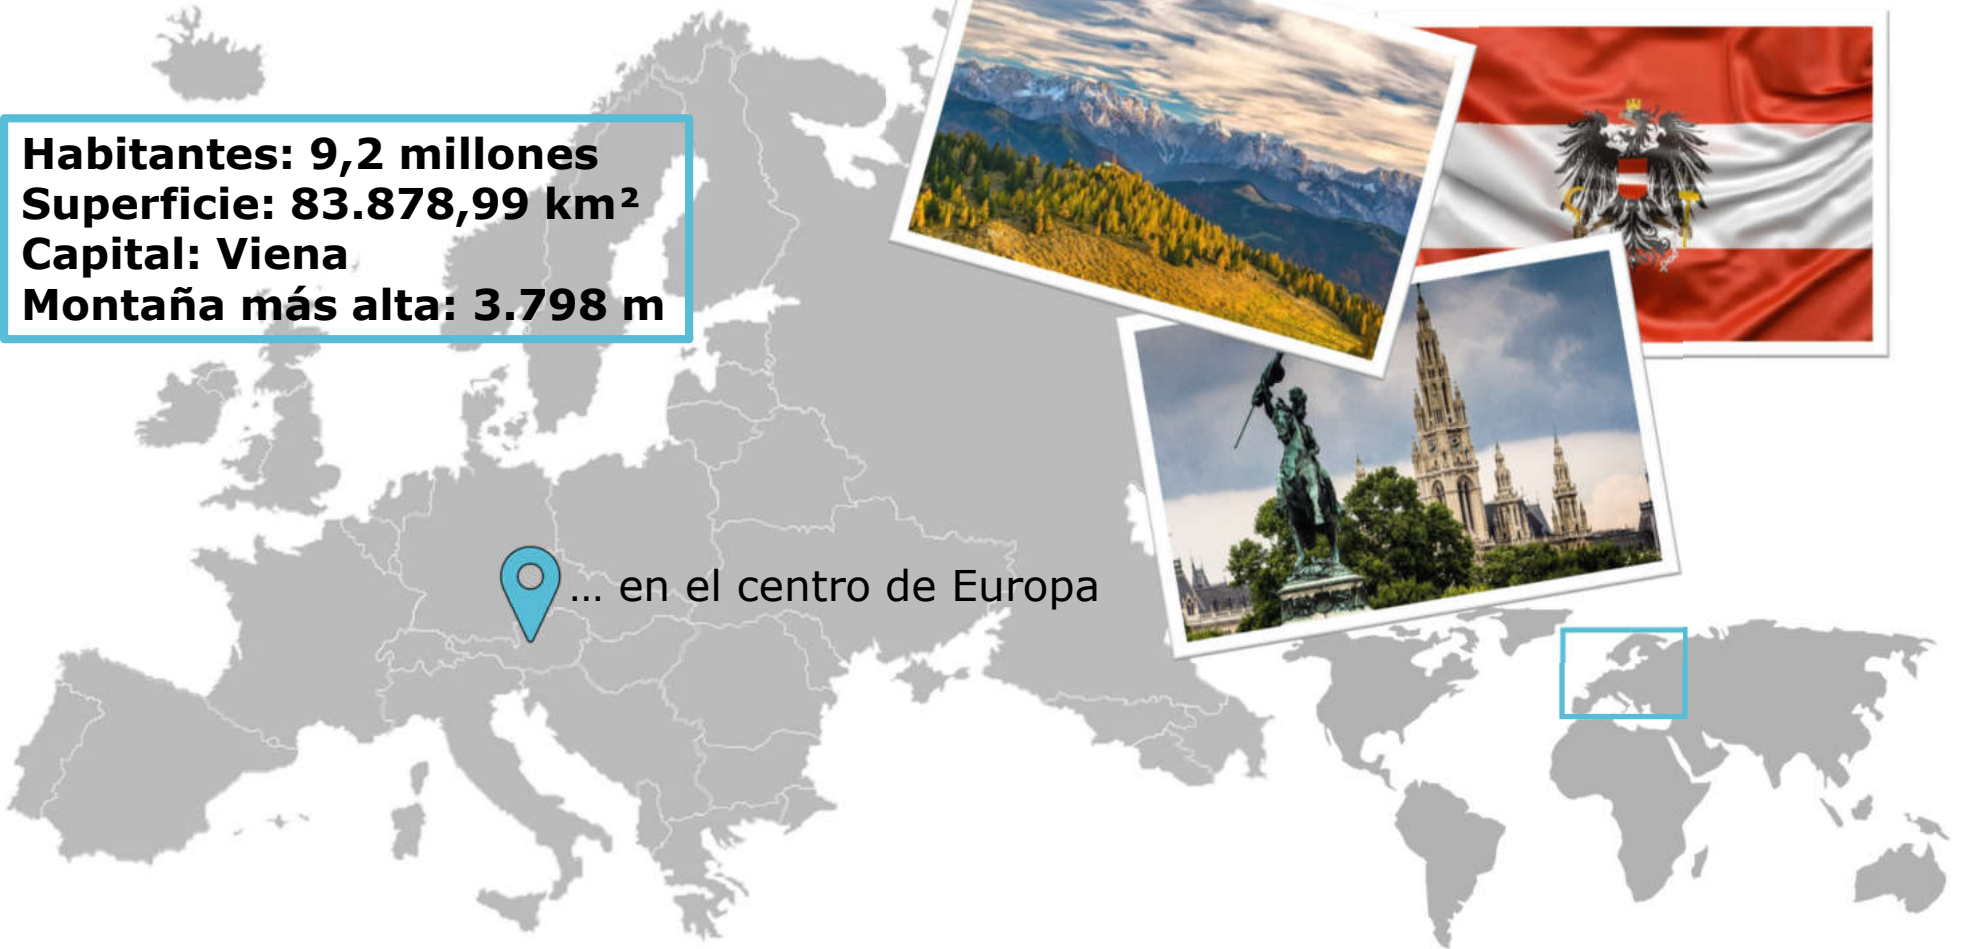 Habitantes: 9,2 millones
Superficie: 83.878,99 km²
Capital: Viena
Montaña más alta: 3.798 m
... en el centro de Europa